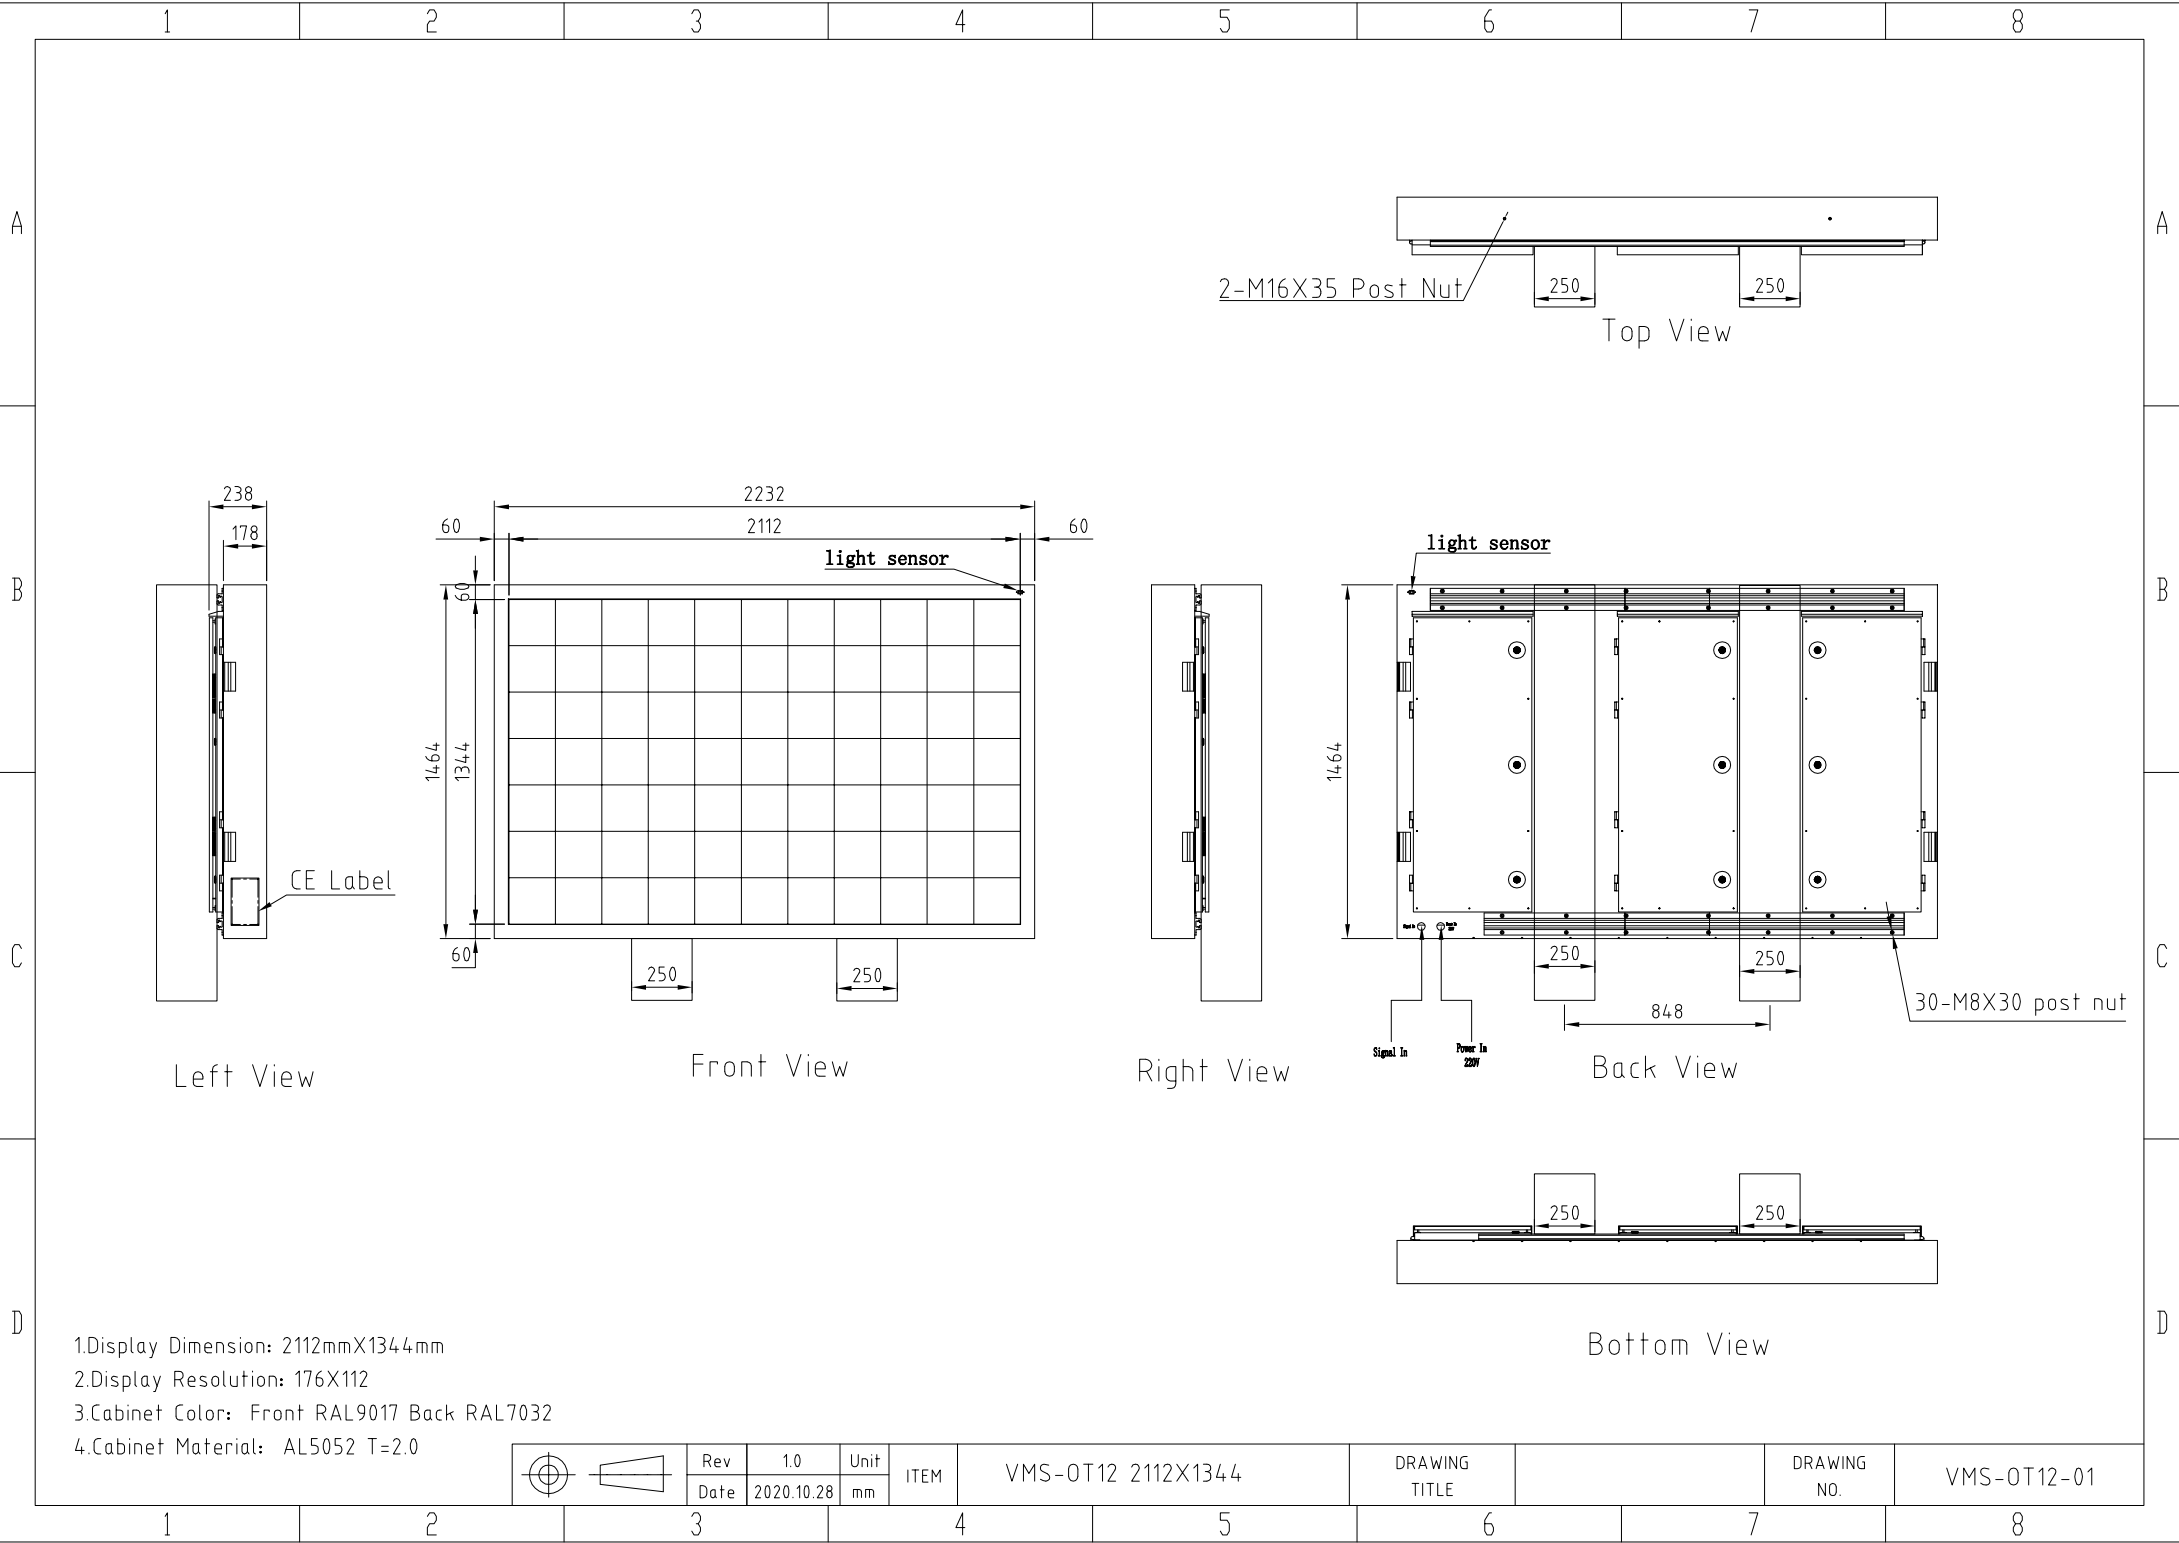 1 2 3 4 5 6 7 8
A
A
2-M16X35 Post Nut
250
250
Top View
238
178
2232
60
2112
60
light sensor
60
1464
1344
60
250
250
light sensor
1464
B
B
CE Label
C
C
250
250
848
30-M8X30 post nut
Signal In
Power In
220V
Left View
Front View
Right View
Back View
250
250
Bottom View
D
D
1.Display Dimension: 2112mmX1344mm
2.Display Resolution: 176X112
3.Cabinet Color: Front RAL9017 Back RAL7032
4.Cabinet Material: AL5052 T=2.0
Rev 1.0 Unit
Date 2020.10.28 mm
ITEM
VMS-OT12 2112X1344
DRAWING
TITLE
DRAWING
NO.
VMS-OT12-01
1 2 3 4 5 6 7 8